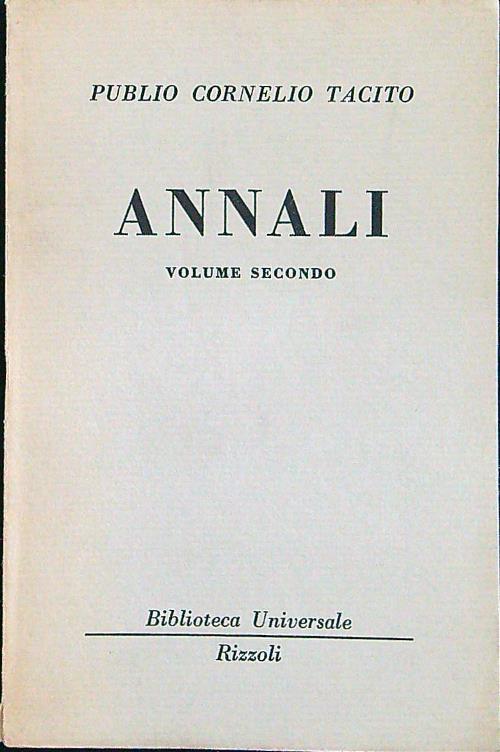 PUBLIO CORNELIO TACITO
ANNALI
VOLUME SECONDO
Biblioteca Universale
Rizzoli